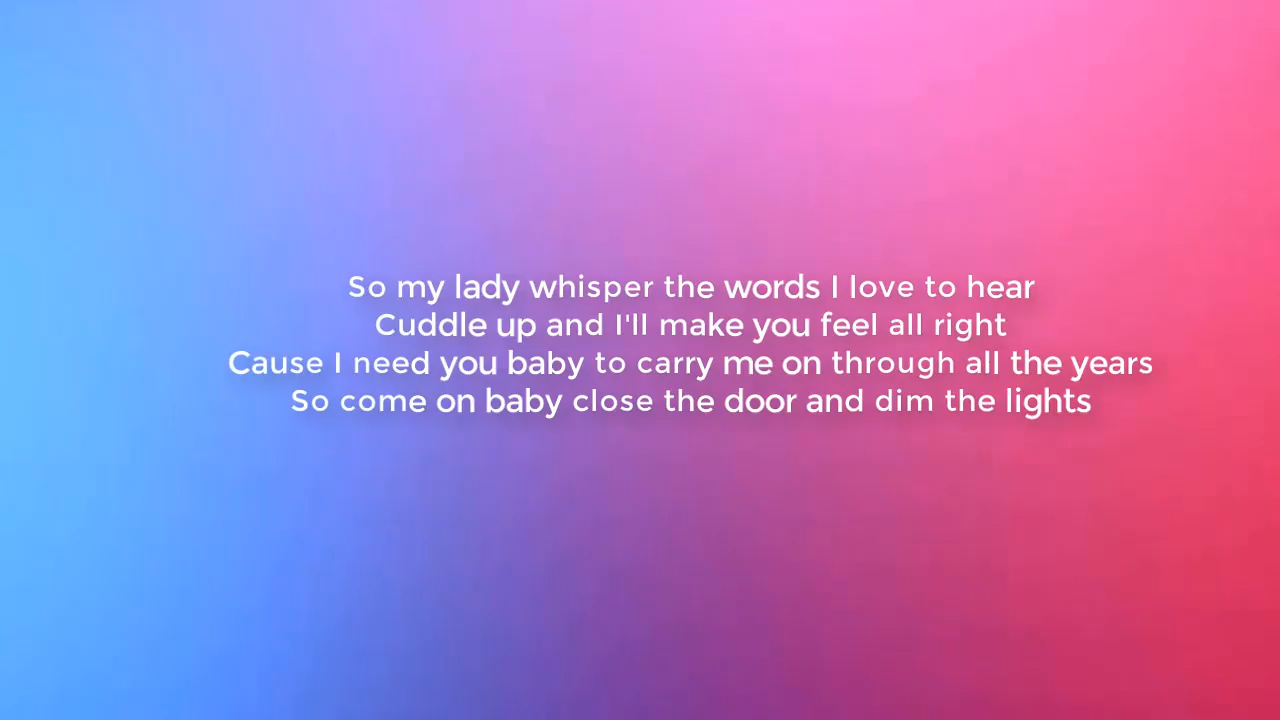 So my lady whisper the words I love to hear
Cuddle up and I'll make you feel all right
Cause I need you baby to carry me on through all the years
So come on baby close the door and dim the lights